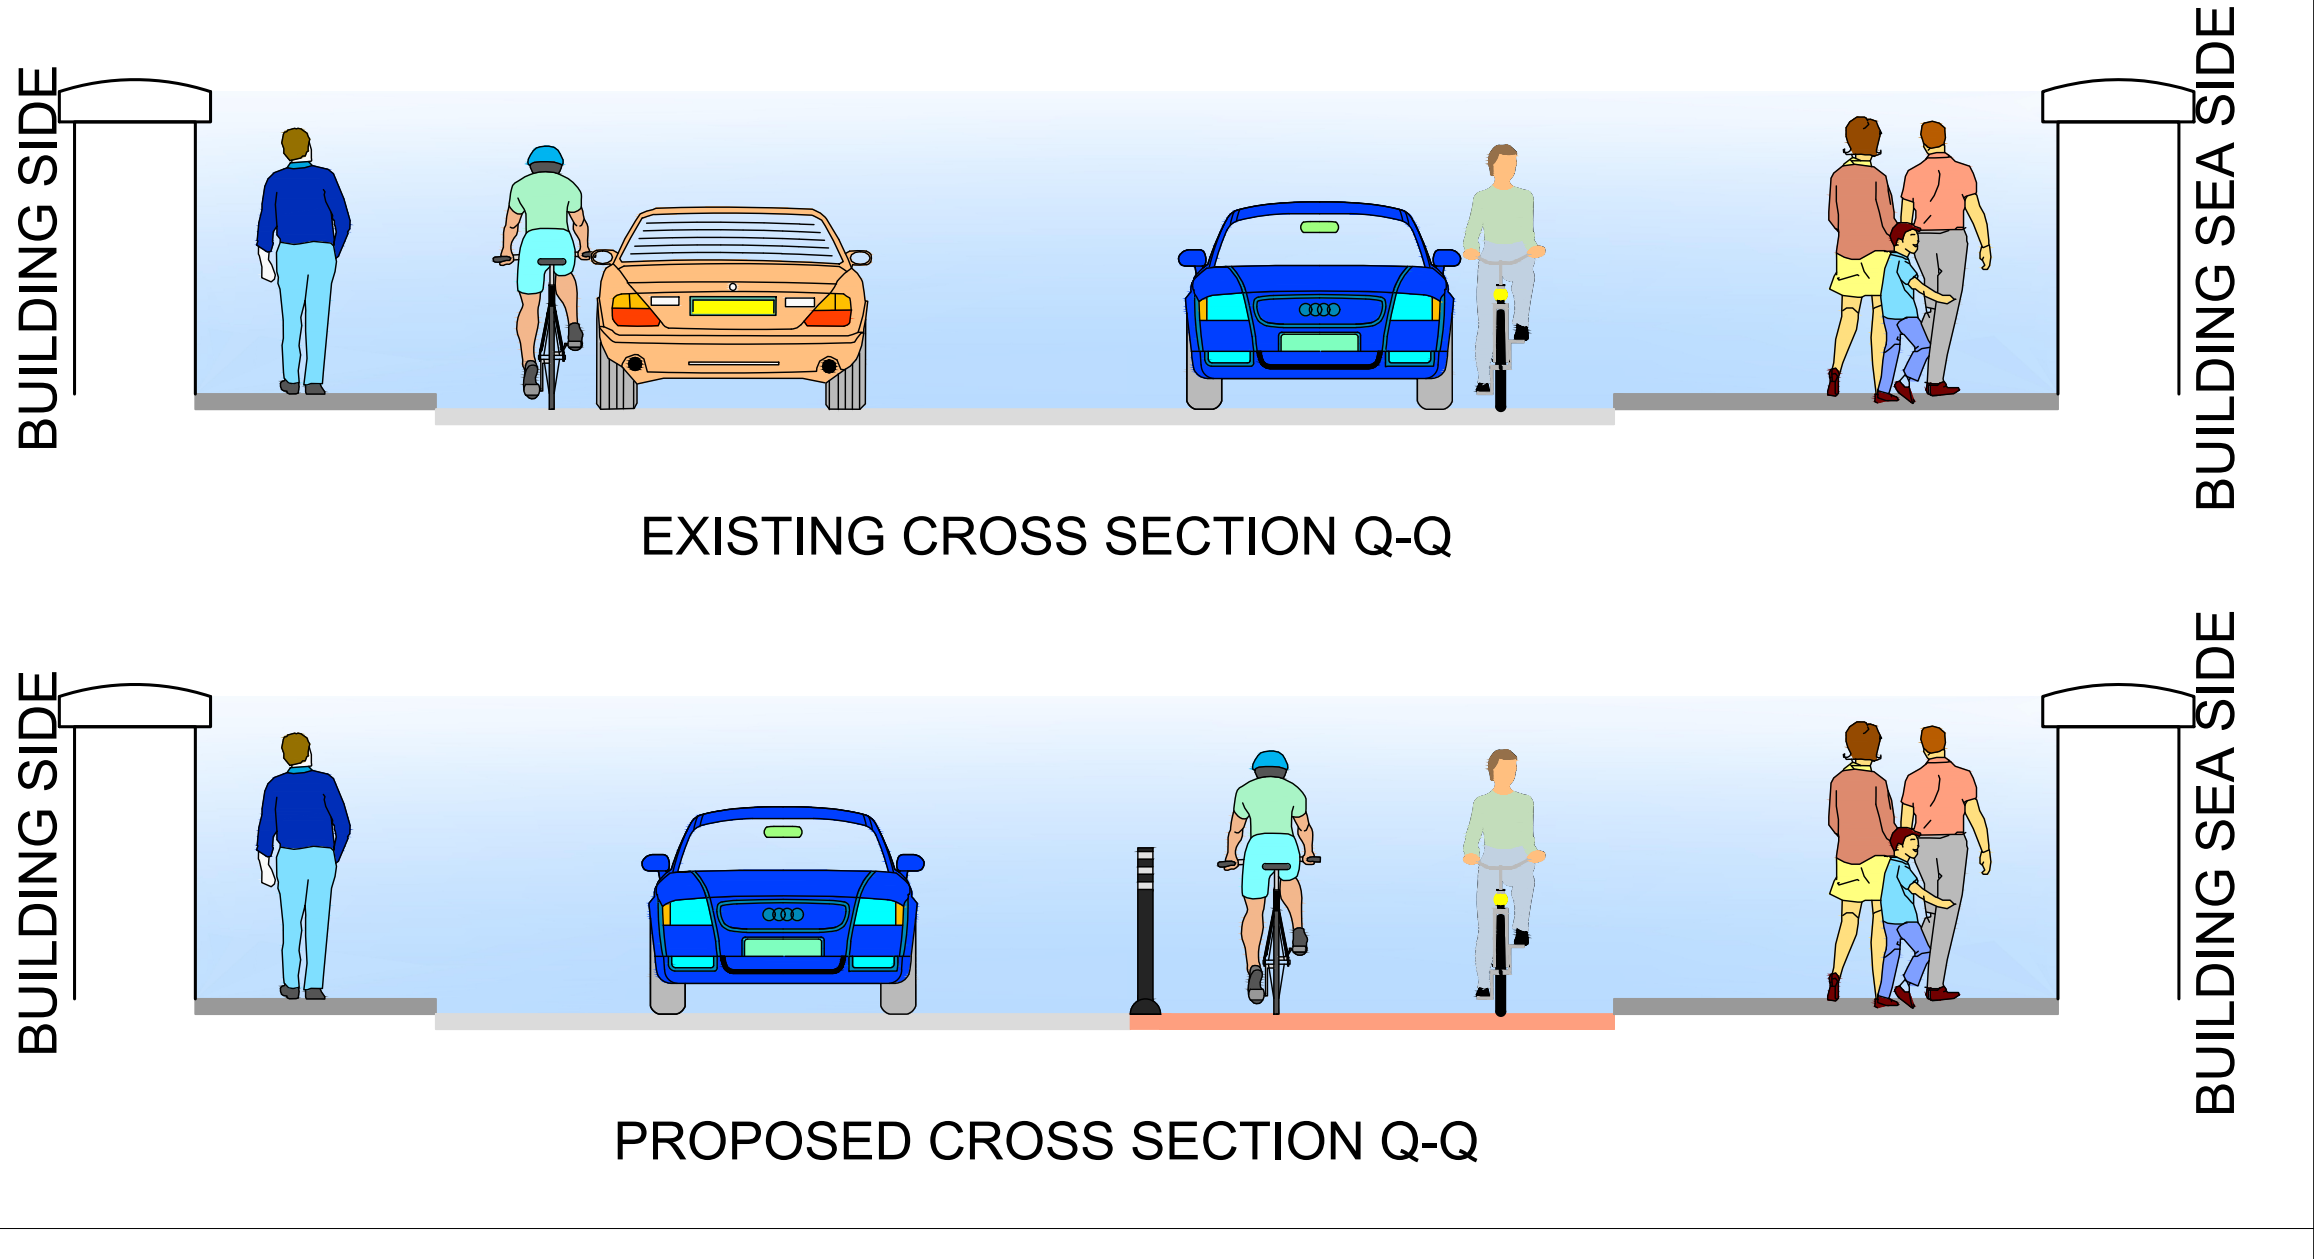 BUILDING SIDE
BUILDING SEA SIDE
EXISTING CROSS SECTION Q-Q
BUILDING SIDE
BUILDING SEA SIDE
PROPOSED CROSS SECTION Q-Q